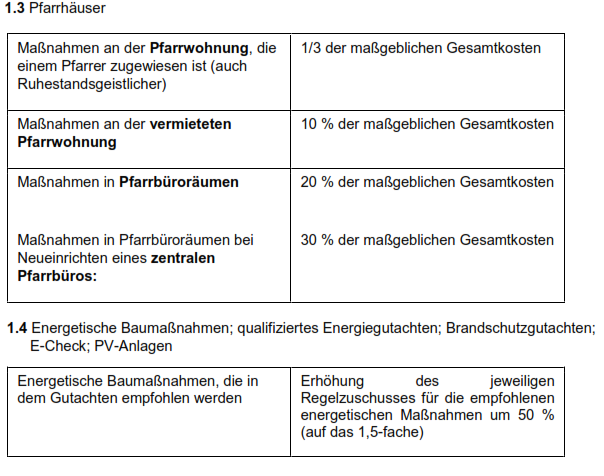 1.3 Pfarrhäuser
Maßnahmen an der Pfarrwohnung, die
einem Pfarrer zugewiesen ist (auch
Ruhestandsgeistlicher)
1/3 der maßgeblichen Gesamtkosten
Maßnahmen an der vermieteten
Pfarrwohnung
10 % der maßgeblichen Gesamtkosten
Maßnahmen in Pfarrbüroräumen
20 % der maßgeblichen Gesamtkosten
Maßnahmen in Pfarrbüroräumen bei
Neueinrichten eines zentralen
Pfarrbüros:
30 % der maßgeblichen Gesamtkosten
1.4 Energetische Baumaßnahmen; qualifiziertes Energiegutachten; Brandschutzgutachten;
E-Check; PV-Anlagen
Energetische Baumaßnahmen, die in
dem Gutachten empfohlen werden
Erhöhung des jeweiligen
Regelzuschusses für die empfohlenen
energetischen Maßnahmen um 50 %
(auf das 1,5-fache)